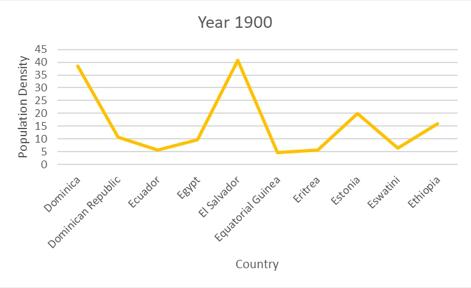 Year 1900
Population Density
45
40
35
30
25
20
15
10
5
0
Dominica
Dominican Republic
Ecuador
Egypt
El Salvador
Equatorial Guinea
Eritrea
Estonia
Eswatini
Ethiopia
Country